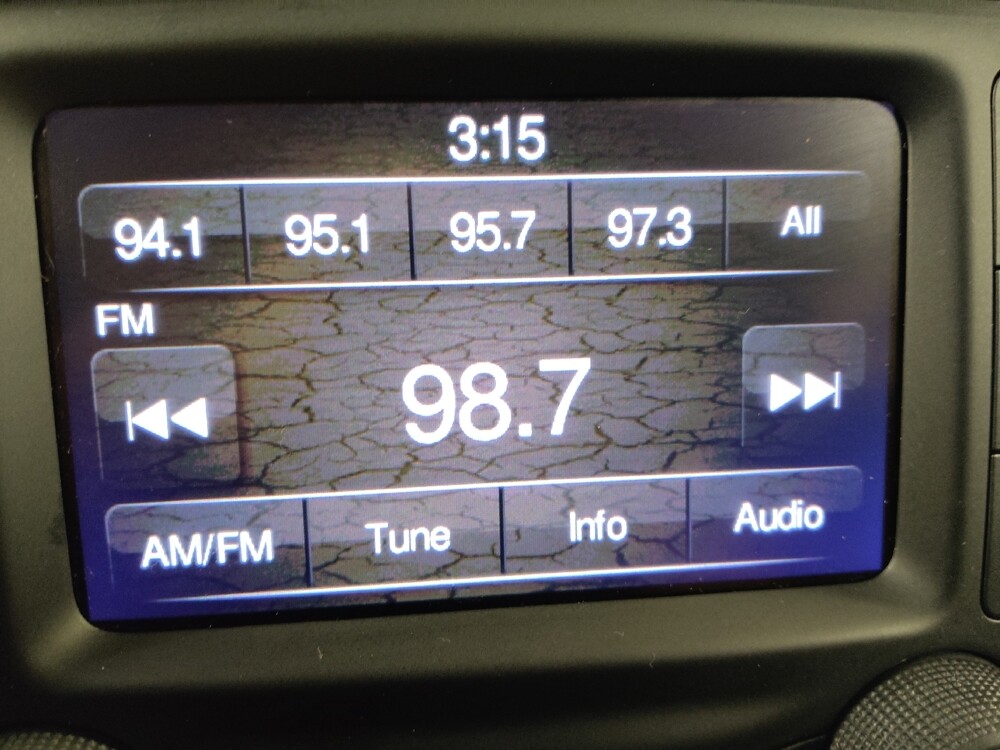 3:15
94.1 95.1 95.7 97.3 All
FM
98.7
AM/FM Tune Info Audio